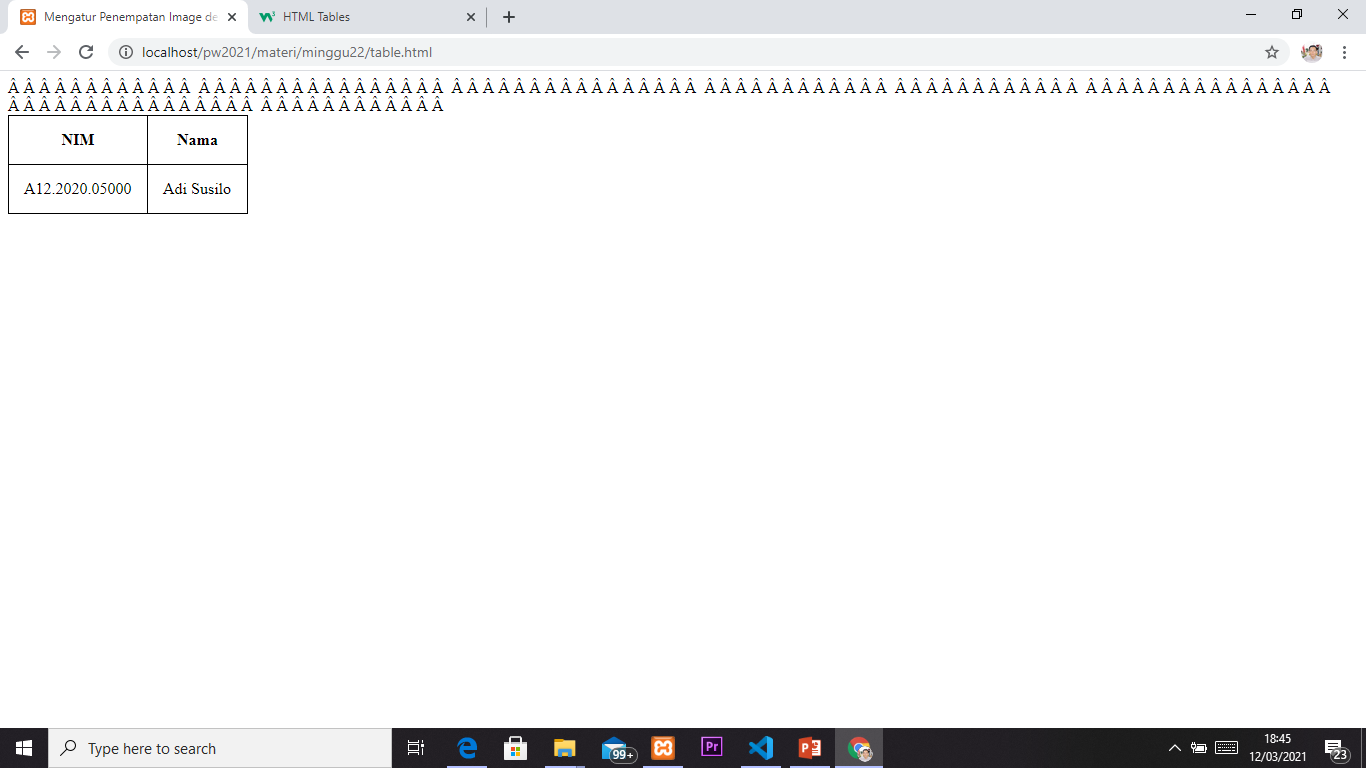 Mengatur Penempatan Image de
HTML Tables
localhost/pw2021/materi/minggu22/table.html
Â Â Â Â Â Â Â Â Â Â Â Â Â Â Â Â Â Â Â Â Â Â Â Â Â Â Â Â Â Â Â Â Â Â Â Â Â Â Â Â Â Â Â Â Â Â Â Â Â Â Â Â Â Â Â Â Â Â Â Â Â Â Â Â Â Â Â Â Â Â Â Â Â Â Â Â Â Â Â Â Â Â Â Â
Â Â Â Â Â Â Â Â Â Â Â Â Â Â Â Â Â Â Â Â Â Â Â Â Â Â Â Â
NIM Nama
A12.2020.05000 Adi Susilo
Type here to search
99+
Pr
18:45
12/03/2021
23